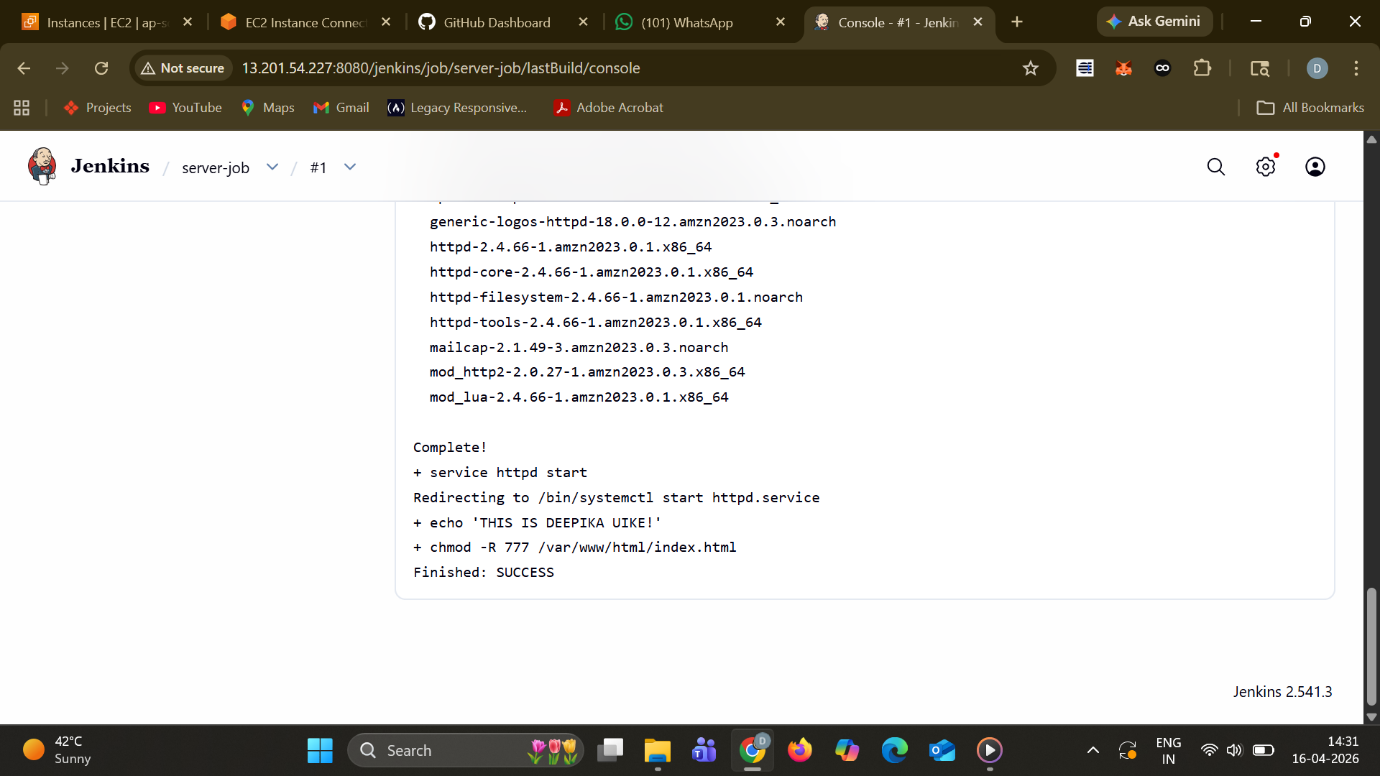 Instances | EC2 | ap-s
EC2 Instance Connect
GitHub Dashboard
(101) WhatsApp
Console - #1 - Jenkin
Ask Gemini
Not secure
13.201.54.227:8080/jenkins/job/server-job/lastBuild/console
D
Projects
YouTube
Maps
Gmail
Legacy Responsive...
Adobe Acrobat
All Bookmarks
Jenkins / server-job / #1
generic-logos-httpd-18.0.0-12.amzn2023.0.3.noarch
httpd-2.4.66-1.amzn2023.0.1.x86_64
httpd-core-2.4.66-1.amzn2023.0.1.x86_64
httpd-filesystem-2.4.66-1.amzn2023.0.1.noarch
httpd-tools-2.4.66-1.amzn2023.0.1.x86_64
mailcap-2.1.49-3.amzn2023.0.3.noarch
mod_http2-2.0.27-1.amzn2023.0.3.x86_64
mod_lua-2.4.66-1.amzn2023.0.1.x86_64
Complete!
+ service httpd start
Redirecting to /bin/systemctl start httpd.service
+ echo 'THIS IS DEEPIKA UIKE!'
+ chmod -R 777 /var/www/html/index.html
Finished: SUCCESS
Jenkins 2.541.3
42°C
Sunny
Search
D
ENG
IN
14:31
16-04-2026